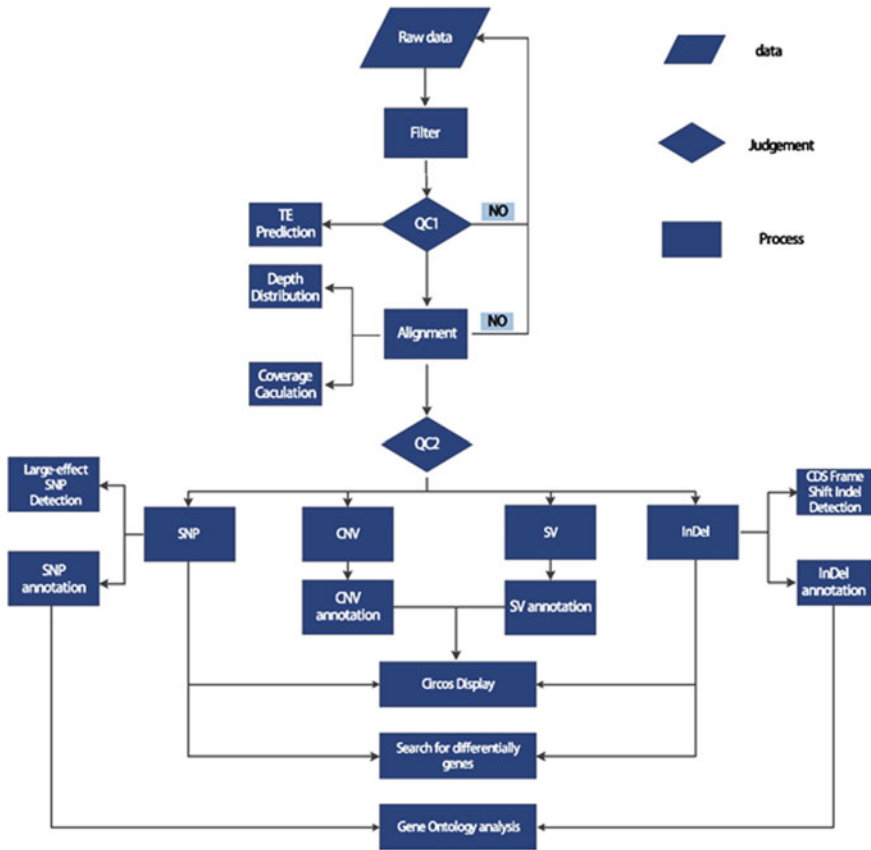 Raw data
data
Filter
Judgement
QC1
NO
TE
Prediction
Process
Depth
Distribution
Alignment
NO
Coverage
Caculation
QC2
Large-effect
SNP
Detection
CDS Frame
Shift Indel
Detection
SNP
CNV
SV
InDel
SNP
annotation
CNV
annotation
SV annotation
InDel
annotation
Circos Display
Search for differentially
genes
Gene Ontology analysis